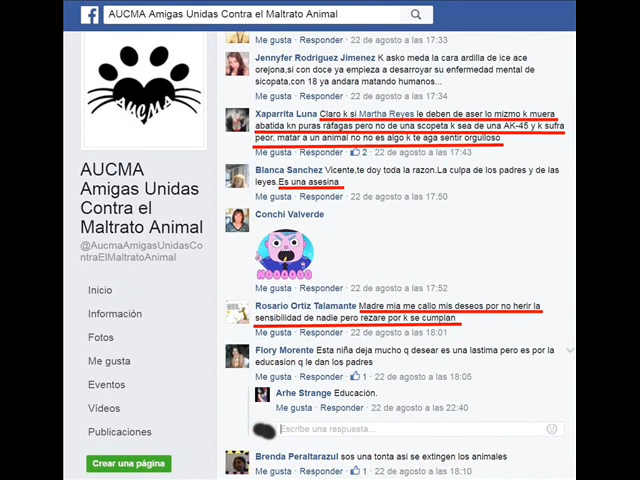 AUCMA Amigas Unidas Contra el Maltrato Animal
Me gusta · Responder · 22 de agosto a las 17:33
Jennyfer Rodriguez Jimenez K asko meda la cara ardilla de ice ace
orejona,si con doce ya empieza a desarroyar su enfermedad mental de
sicopata,con 18 ya andara matando humanos...
Me gusta · Responder · 22 de agosto a las 17:34
Xaparrita Luna Claro k si Martha Reyes le deben de aser lo mizmo k muera
abatida kn puras ráfagas pero no de una scopeta k sea de una AK-45 y k sufra
peor, matar a un animal no no es algo k te aga sentir orgulloso
Me gusta · Responder · 2 · 22 de agosto a las 17:43
Blanca Sanchez Vicente,te doy toda la razon.La culpa de los padres y de las
leyes.Es una asesina
Me gusta · Responder · 22 de agosto a las 17:50
Conchi Valverde
Me gusta · Responder · 22 de agosto a las 17:52
Rosario Ortiz Talamante Madre mia me callo mis deseos por no herir la
sensibilidad de nadie pero rezare por k se cumplan
Me gusta · Responder · 22 de agosto a las 18:01
Flory Morente Esta niña deja mucho q desear es una lastima pero es por la
educasion q le dan los padres
Me gusta · Responder · 1 · 22 de agosto a las 18:05
Arhe Strange Educación.
Me gusta · Responder · 22 de agosto a las 22:40
Escribe una respuesta...
Brenda Peraltarazul sos una tonta asi se extingen los animales
Me gusta · Responder · 1 · 22 de agosto a las 18:10
AUCMA
AUCMA
Amigas Unidas
Contra el
Maltrato Animal
@AucmaAmigasUnidasCo
ntraElMaltratoAnimal
Inicio
Información
Fotos
Me gusta
Eventos
Vídeos
Publicaciones
Crear una página